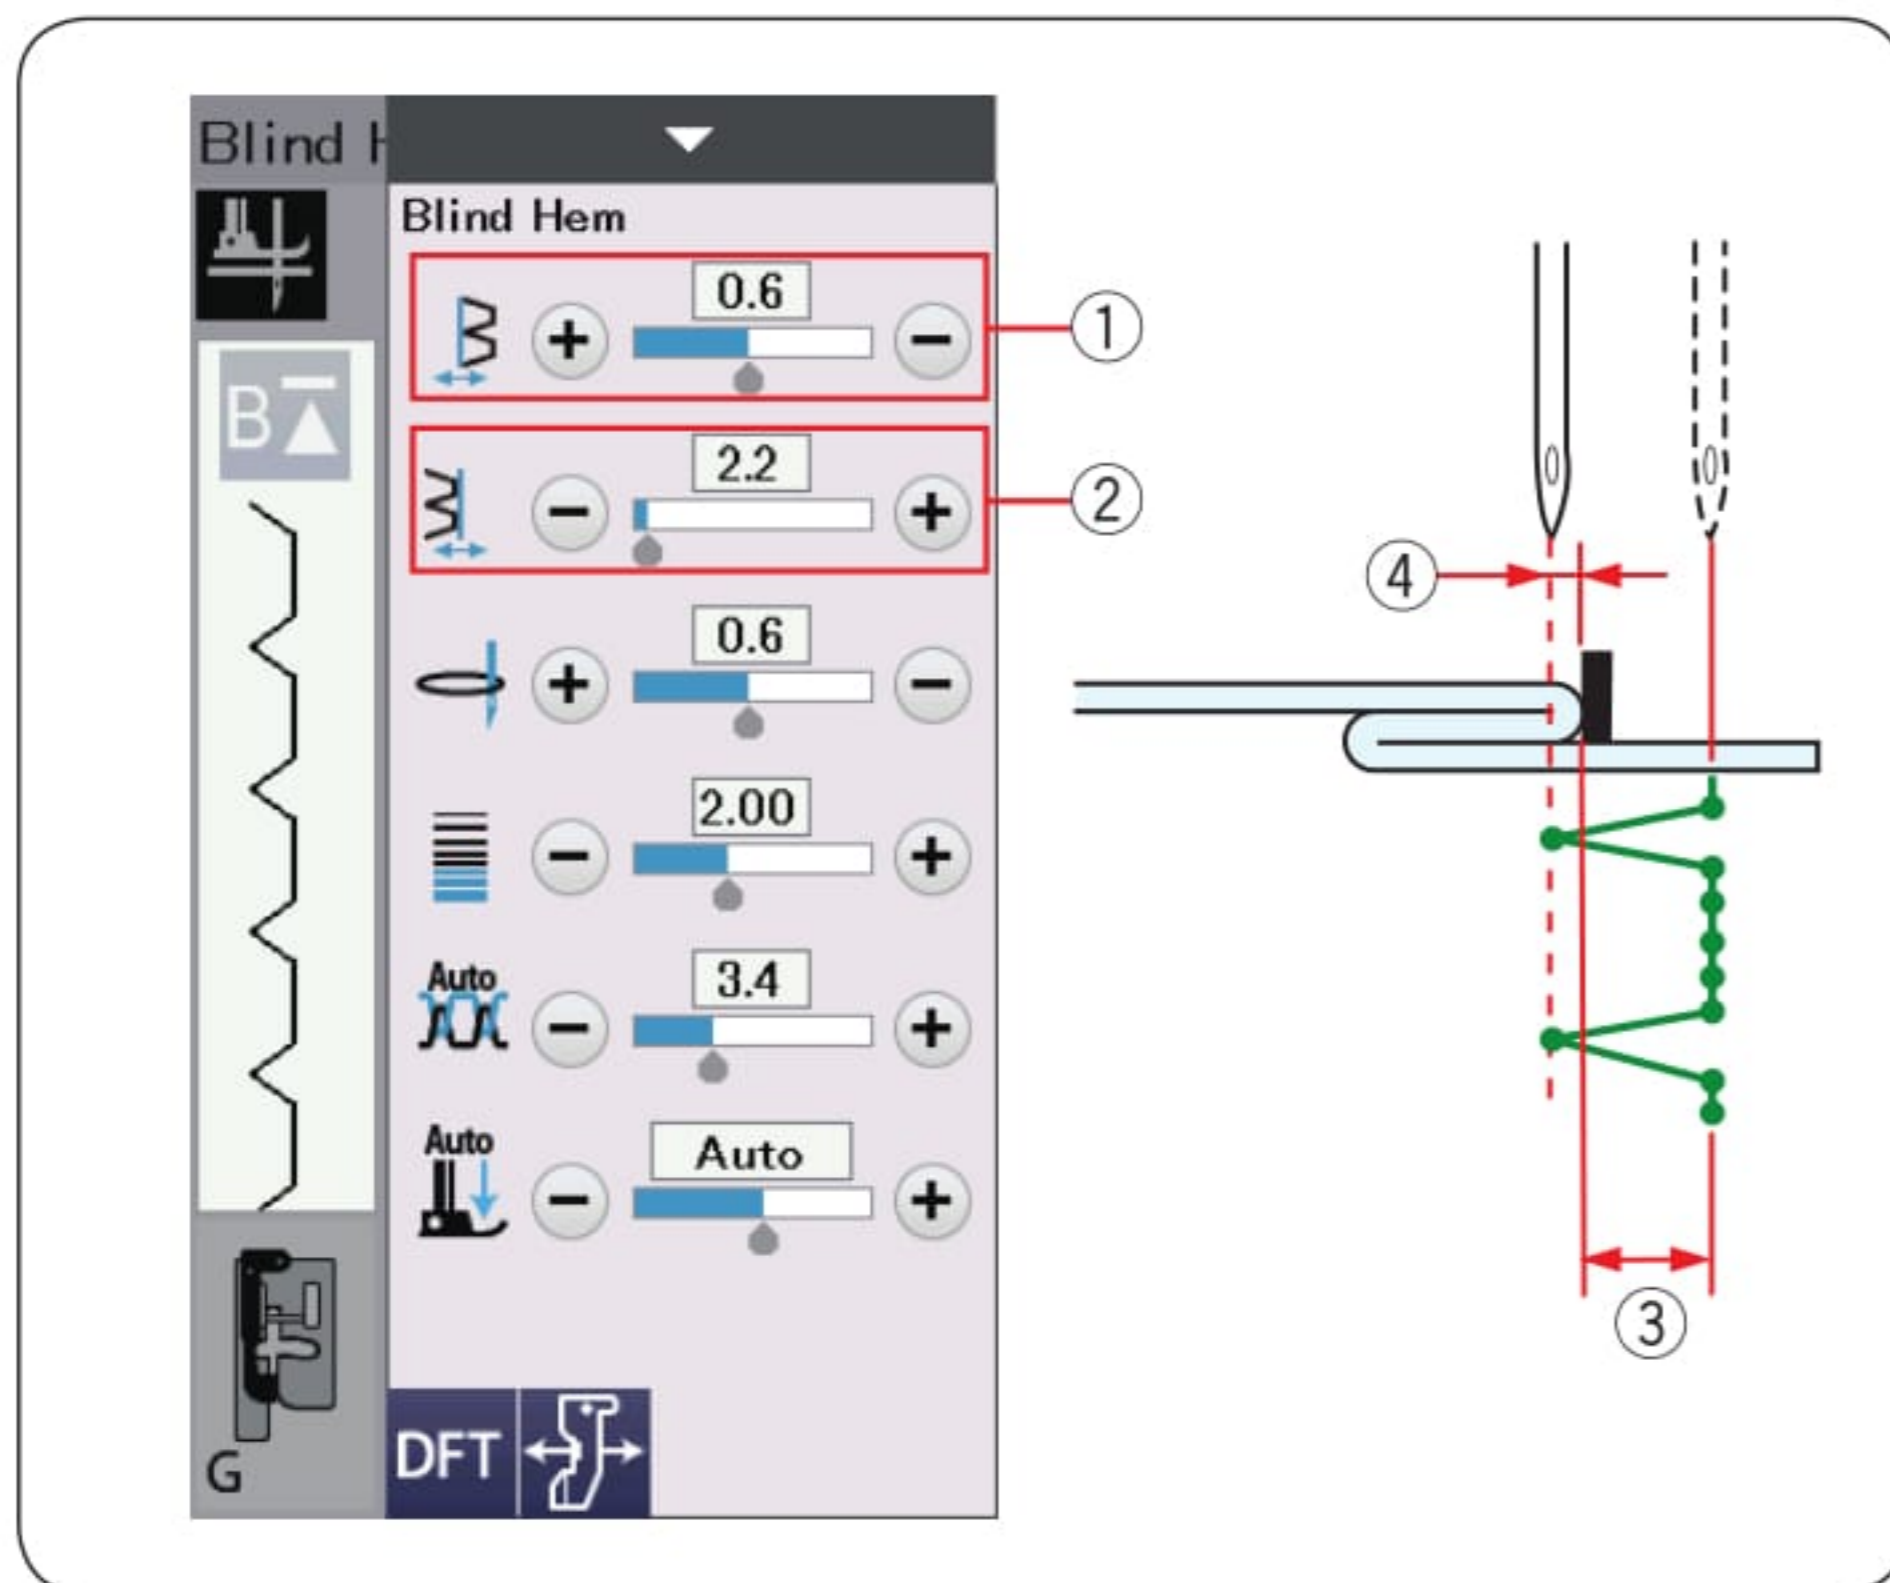 Blind H
Blind Hem
0.6
①
B
2.2
②
④
0.6
2.00
Auto
3.4
Auto
Auto
③
G
DFT